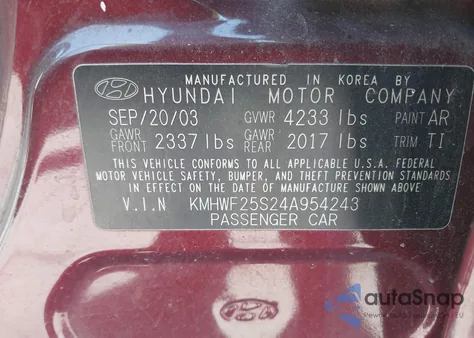 MANUFACTURED IN KOREA BY
HYUNDAI MOTOR COMPANY
SEP/20/03 GVWR 4233 lbs PAINT AR
GAWR FRONT 2337 lbs GAWR REAR 2017 lbs TRIM TI
THIS VEHICLE CONFORMS TO ALL APPLICABLE U.S.A. FEDERAL
MOTOR VEHICLE SAFETY, BUMPER, AND THEFT PREVENTION STANDARDS
IN EFFECT ON THE DATE OF MANUFACTURE SHOWN ABOVE
V.I.N KMHWF25S24A954243
PASSENGER CAR
autoSnap